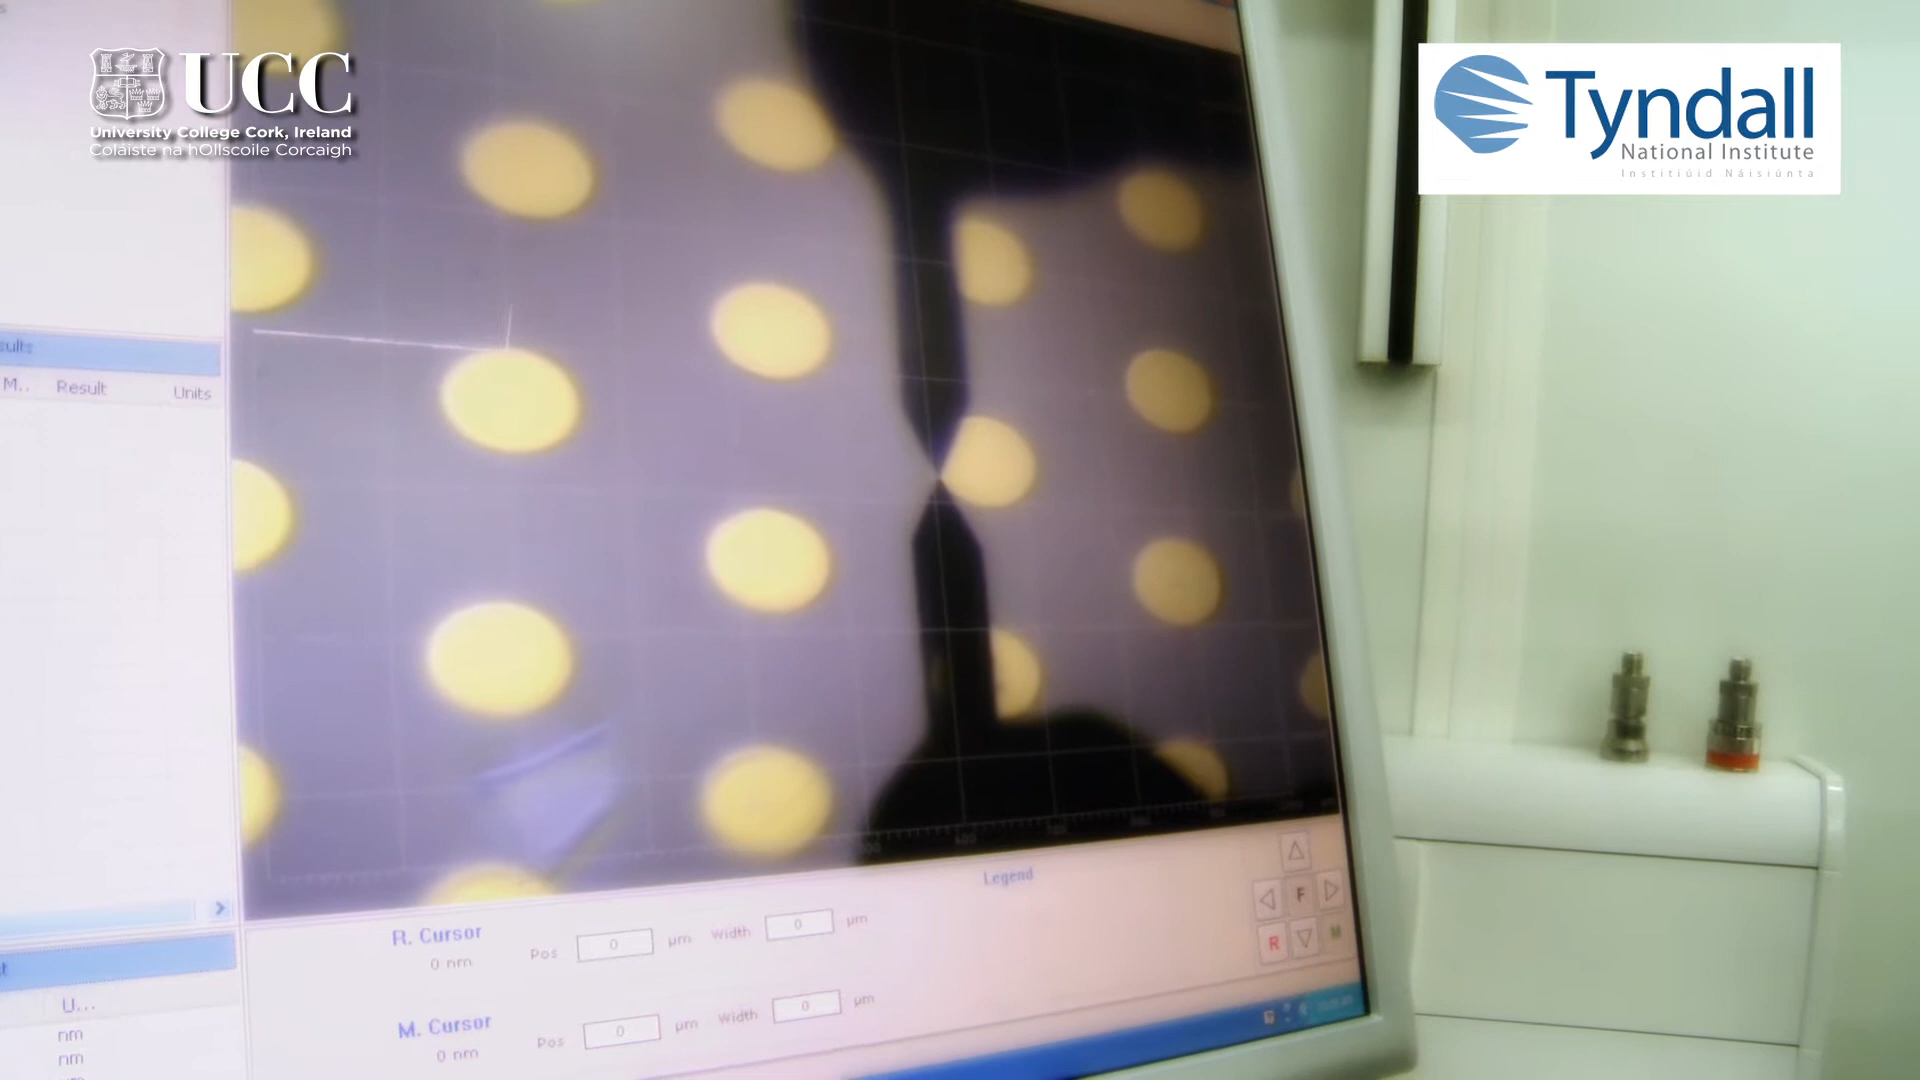 UCC
University College Cork, Ireland
Coláiste na hOllscoile Corcaigh
Tyndall
National Institute
Institiúid Náisiúnta
M.. Result Units
Legend
F
R
M
R. Cursor
0 nm
Pos 0 µm Width 0 µm
M. Cursor
0 nm
Pos 0 µm Width 0 µm
U...
nm
nm